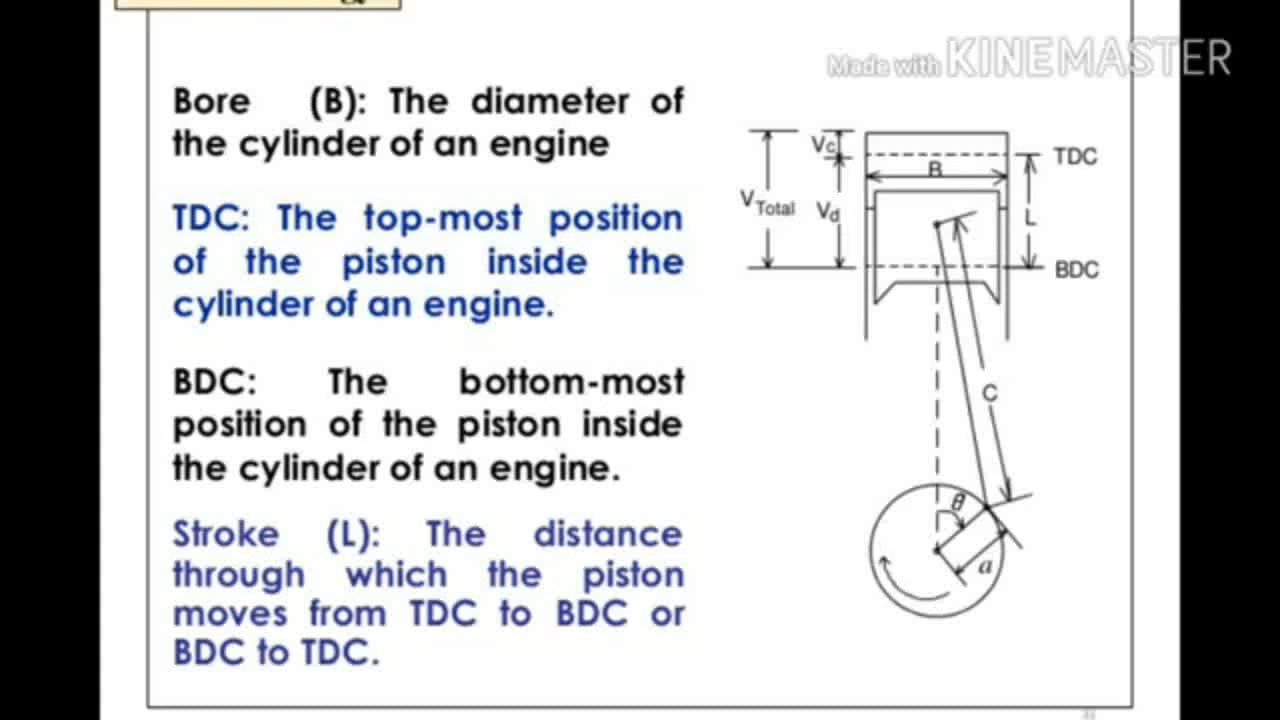 Made with KINEMASTER
Bore (B): The diameter of
the cylinder of an engine
TDC: The top-most position
of the piston inside the
cylinder of an engine.
BDC: The bottom-most
position of the piston inside
the cylinder of an engine.
Stroke (L): The distance
through which the piston
moves from TDC to BDC or
BDC to TDC.
Vc
TDC
B
VTotal
Vd
L
BDC
C
θ
a